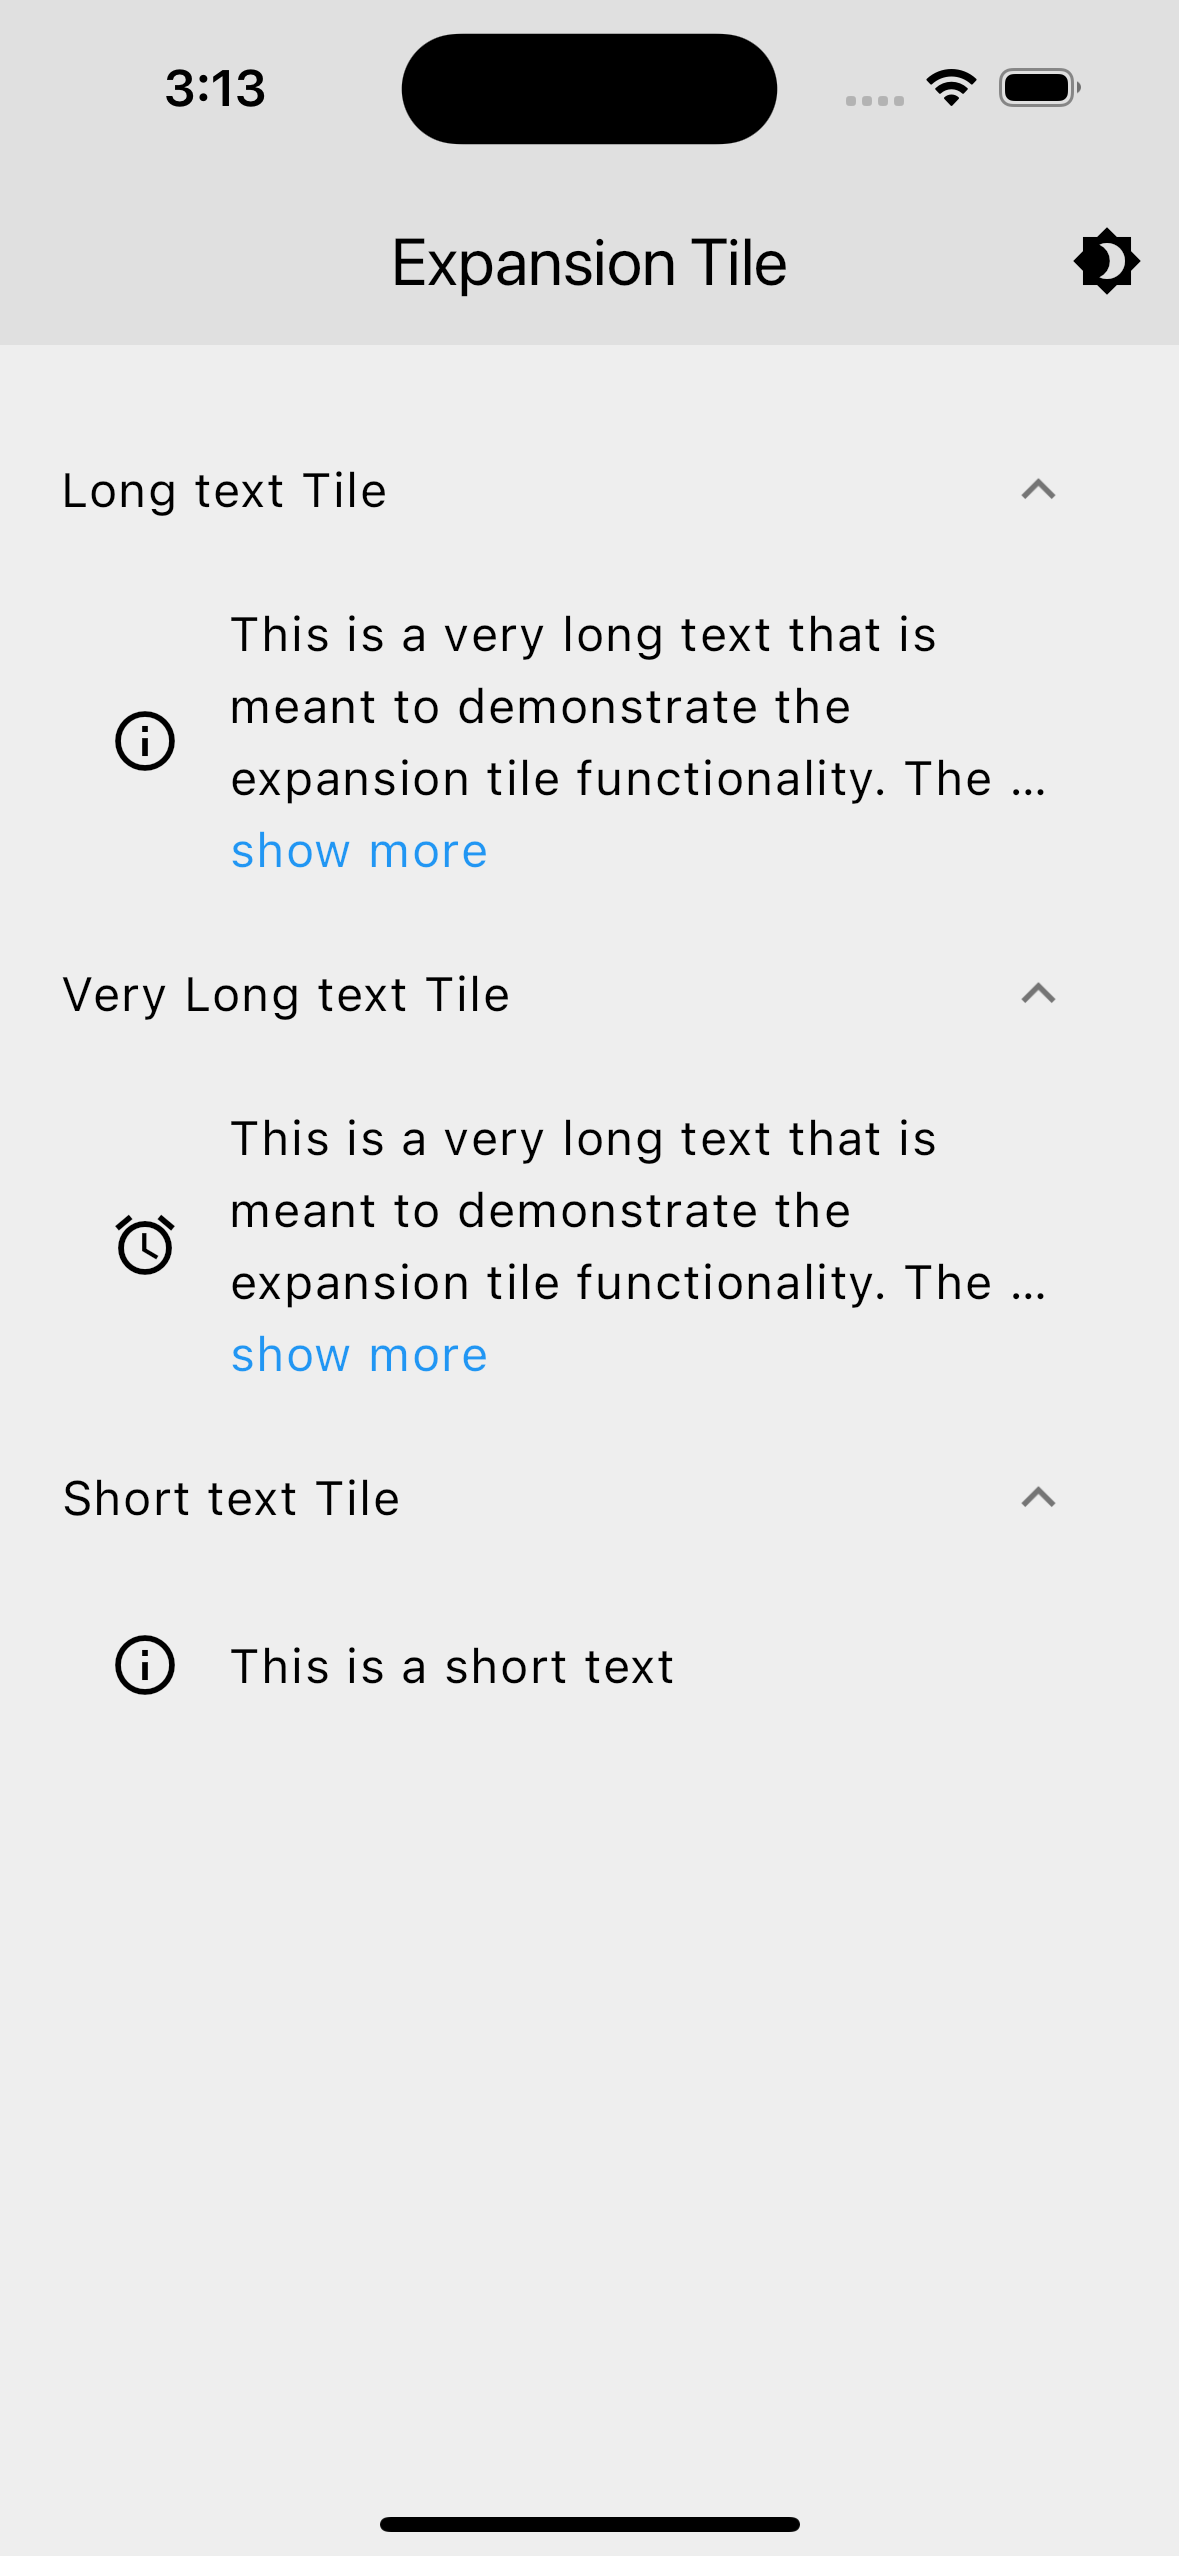 3:13
Expansion Tile
Long text Tile
This is a very long text that is
meant to demonstrate the
expansion tile functionality. The ...
show more
Very Long text Tile
This is a very long text that is
meant to demonstrate the
expansion tile functionality. The ...
show more
Short text Tile
This is a short text